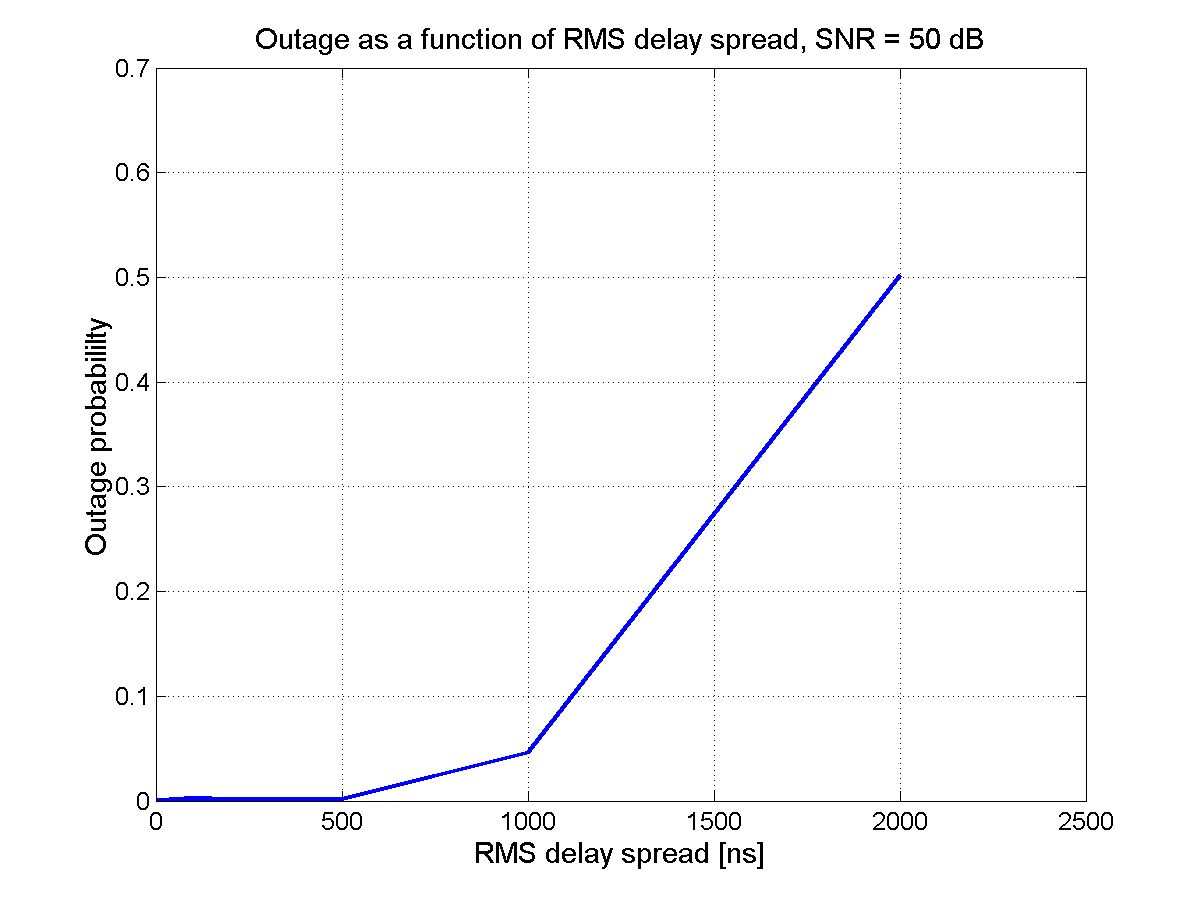 Outage as a function of RMS delay spread, SNR = 50 dB
0.7
0.6
0.5
0.4
0.3
0.2
0.1
0
Outage probabililty
0 500 1000 1500 2000 2500
RMS delay spread [ns]